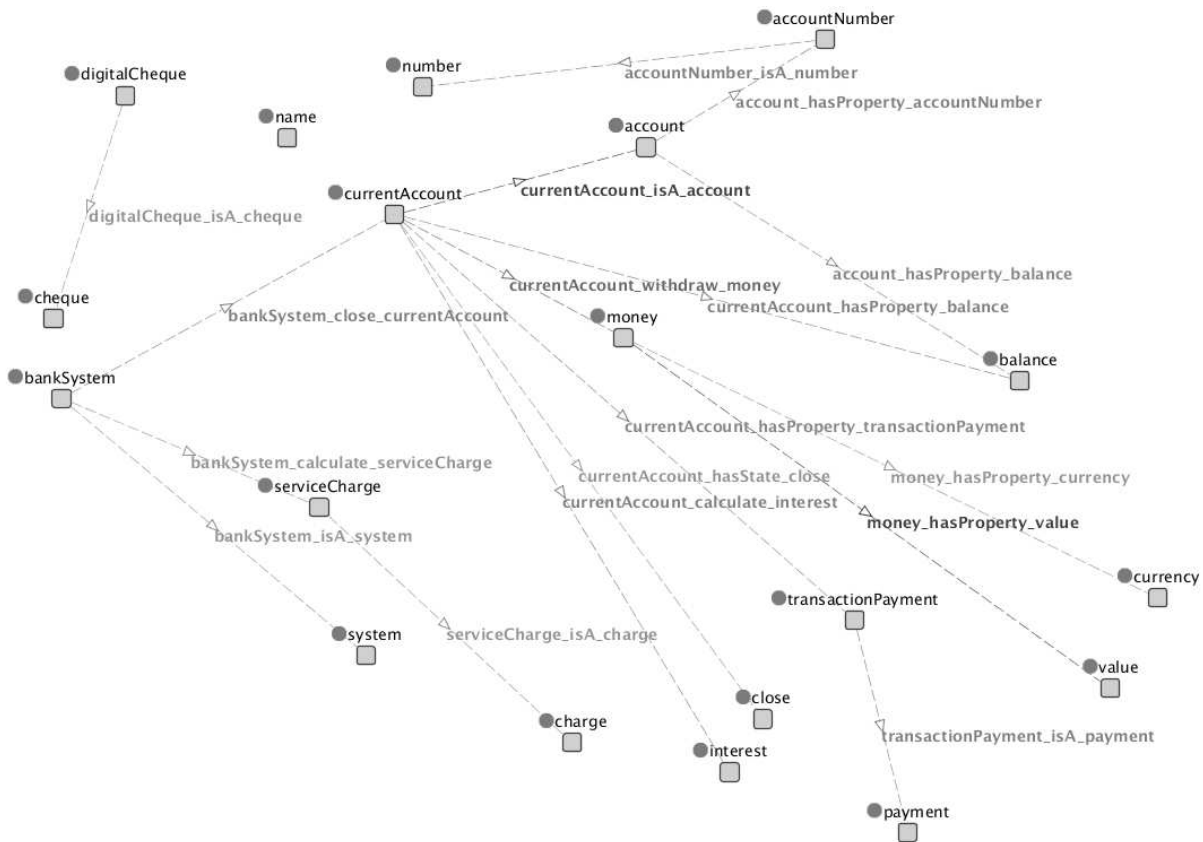 accountNumber
digitalCheque
number
accountNumber_isA_number
account_hasProperty_accountNumber
name
account
currentAccount
currentAccount_isA_account
digitalCheque_isA_cheque
account_hasProperty_balance
currentAccount_withdraw_money
cheque
currentAccount_hasProperty_balance
bankSystem_close_currentAccount
money
balance
bankSystem
currentAccount_hasProperty_transactionPayment
bankSystem_calculate_serviceCharge
currentAccount_hasState_close
money_hasProperty_currency
serviceCharge
currentAccount_calculate_interest
money_hasProperty_value
bankSystem_isA_system
currency
transactionPayment
system
serviceCharge_isA_charge
value
close
charge
transactionPayment_isA_payment
interest
payment